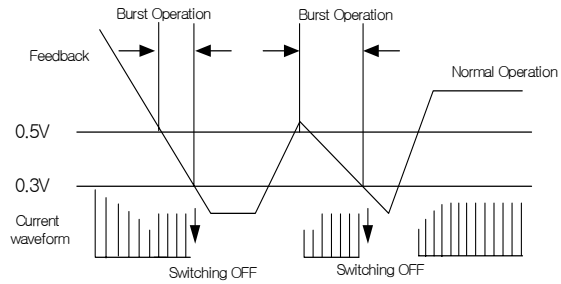 Burst Operation
Burst Operation
Feedback
Normal Operation
0.5V
0.3V
Current
waveform
Switching OFF
Switching OFF